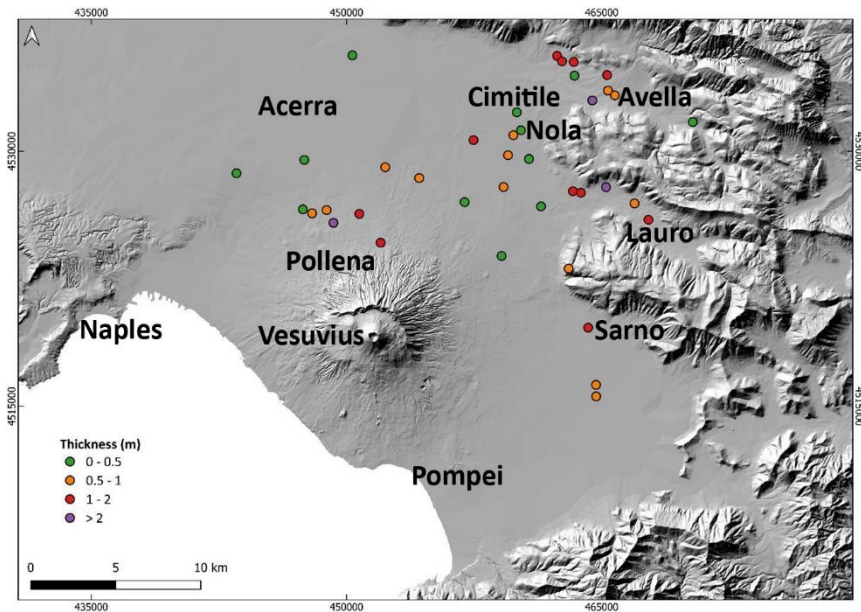 435000 450000 465000
Acerra
Cimitile
Avella
Nola
4530000
4530000
Lauro
Pollena
Naples
Vesuvius
Sarno
4515000
4515000
Thickness (m)
0 - 0.5
0.5 - 1
1 - 2
> 2
Pompei
0 5 10 km
435000 450000 465000